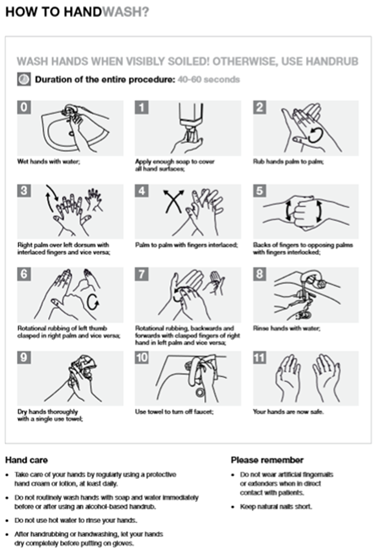 HOW TO HANDWASH?
WASH HANDS WHEN VISIBLY SOILED! OTHERWISE, USE HANDRUB
Duration of the entire procedure: 40-60 seconds
0
1
2
Wet hands with water;
Apply enough soap to cover
all hand surfaces;
Rub hands palm to palm;
3
4
5
Right palm over left dorsum with
interlaced fingers and vice versa;
Palm to palm with fingers interlaced;
Backs of fingers to opposing palms
with fingers interlocked;
6
7
8
Rotational rubbing of left thumb
clasped in right palm and vice versa;
Rotational rubbing, backwards and
forwards with clasped fingers of right
hand in left palm and vice versa;
Rinse hands with water;
9
10
11
Dry hands thoroughly
with a single use towel;
Use towel to turn off faucet;
Your hands are now safe.
Hand care
• Take care of your hands by regularly using a protective
hand cream or lotion, at least daily.
• Do not routinely wash hands with soap and water immediately
before or after using an alcohol-based handrub.
• Do not use hot water to rinse your hands.
• After handrubbing or handwashing, let your hands
dry completely before putting on gloves.
Please remember
• Do not wear artificial fingernails
or extenders when in direct
contact with patients.
• Keep natural nails short.